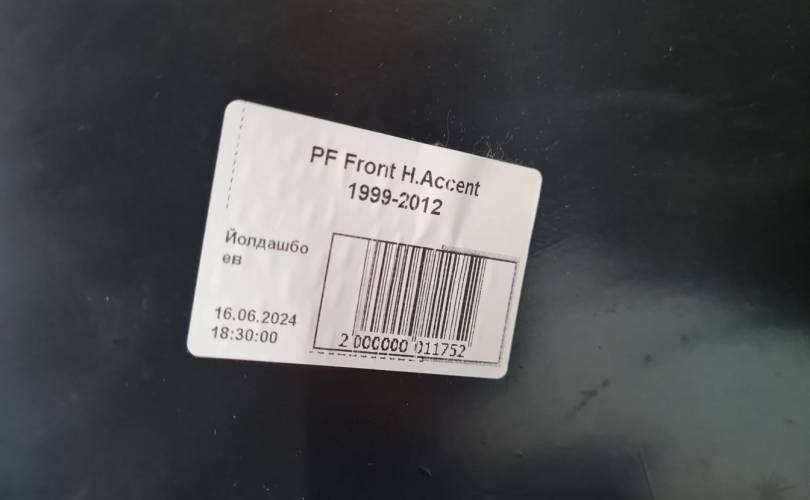 PF Front H.Accent
1999-2012
Йолдашбо
ев
16.06.2024
18:30:00
2 000000 011752